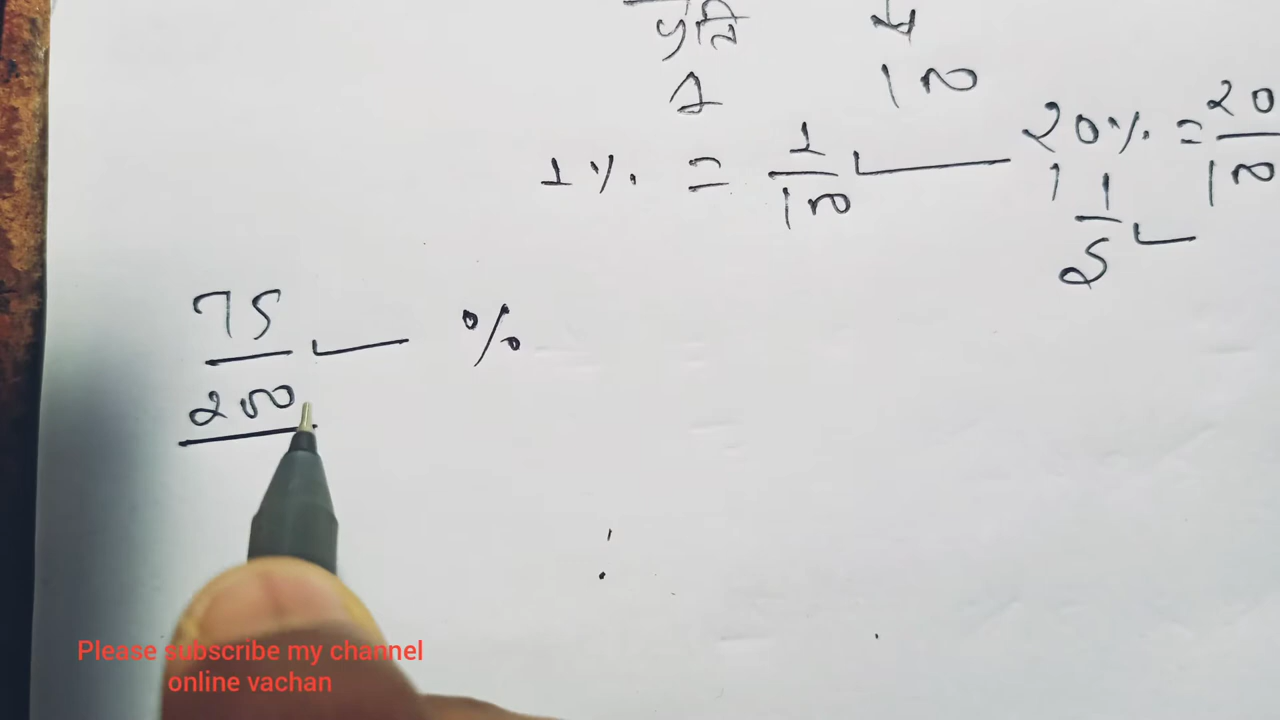 प्रति
1 100
1% = 1/100
20% = 20/100
1/5
75/200 %
Please subscribe my channel
online vachan